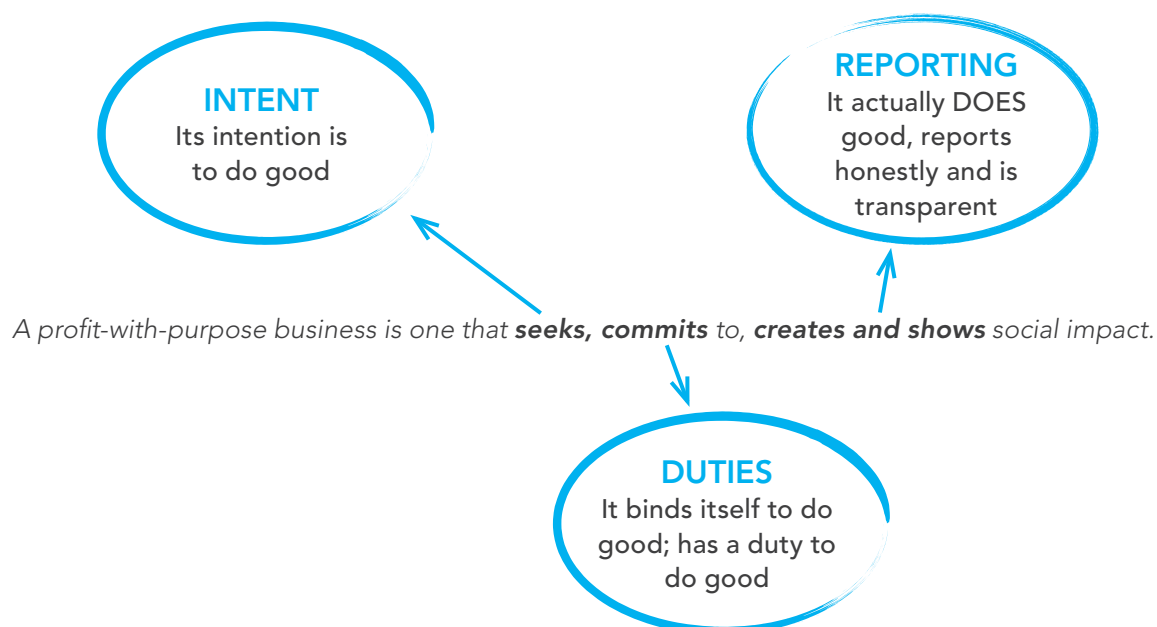 INTENT
Its intention is
to do good
REPORTING
It actually DOES
good, reports
honestly and is
transparent
A profit-with-purpose business is one that seeks, commits to, creates and shows social impact.
DUTIES
It binds itself to do
good; has a duty to
do good